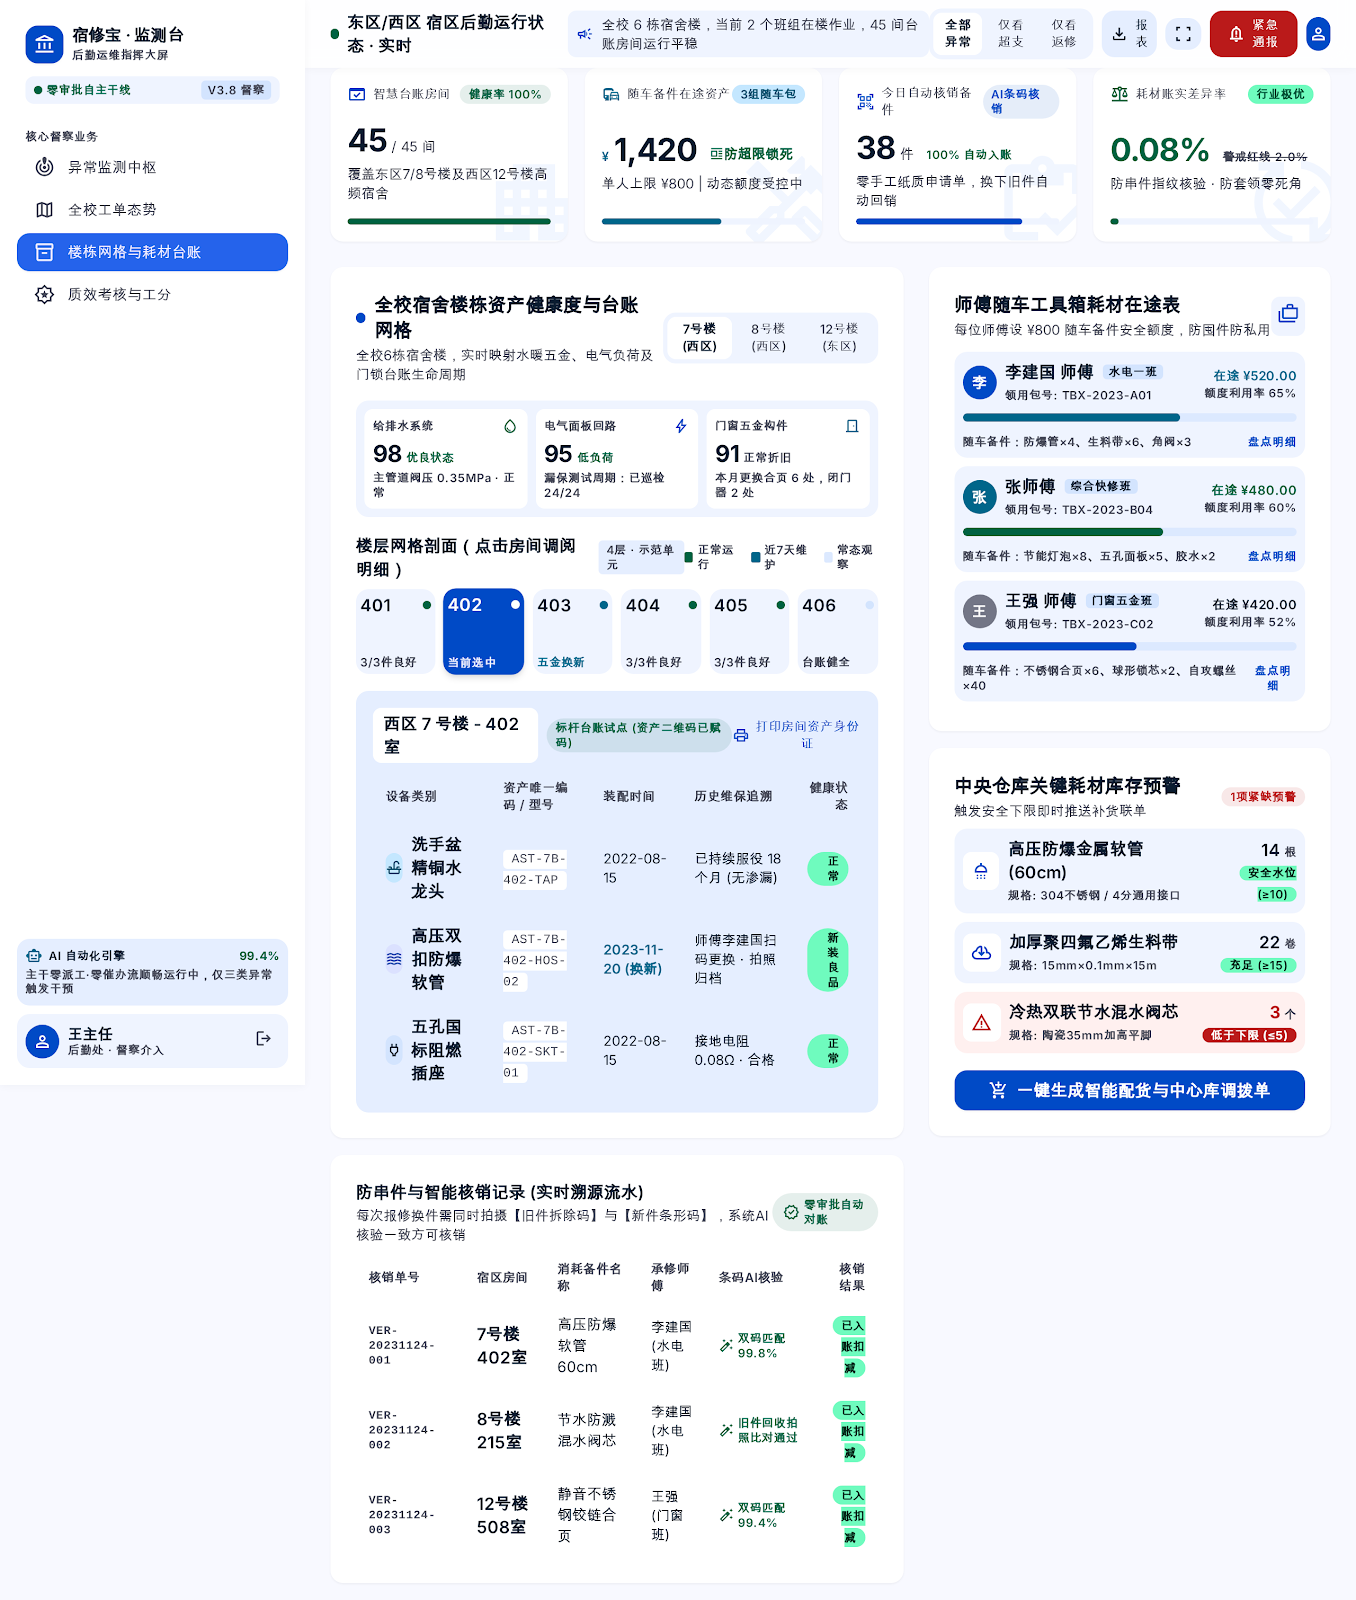 宿修宝 · 监测台
后勤运维指挥大屏
零审批自主干线
V3.8 督察
核心督察业务
异常监测中枢
全校工单态势
楼栋网格与耗材台账
质效考核与工分
AI 自动化引擎
99.4%
主干零派工·零催办流顺畅运行中，仅三类异常
触发干预
王主任
后勤处 · 督察介入
东区/西区 宿区后勤运行状
态 · 实时
全校 6 栋宿舍楼，当前 2 个班组在楼作业，45 间台
账房间运行平稳
全部
异常
仅看
超支
仅看
返修
报
表
紧急
通报
智慧台账房间
健康率 100%
45 / 45 间
覆盖东区7/8号楼及西区12号楼高
频宿舍
随车备件在途资产
3组随车包
¥ 1,420
防超限锁死
单人上限 ¥800 | 动态额度受控中
今日自动核销备
件
AI条码核
销
38 件 100% 自动入账
零手工纸质申请单，换下旧件自
动回销
耗材账实差异率
行业极优
0.08% 警戒红线 2.0%
防串件指纹核验 · 防套领零死角
全校宿舍楼栋资产健康度与台账
网格
全校6栋宿舍楼，实时映射水暖五金、电气负荷及
门锁台账生命周期
7号楼
(西区)
8号楼
(西区)
12号楼
(东区)
给排水系统
98 优良状态
主管道阀压 0.35MPa · 正
常
电气面板回路
95 低负荷
漏保测试周期：已巡检
24/24
门窗五金构件
91 正常折旧
本月更换合页 6 处，闭门
器 2 处
楼层网格剖面（点击房间调阅
明细）
4层 · 示范单
元
正常运
行
近7天维
护
常态观
察
401
3/3件良好
402
当前选中
403
五金换新
404
3/3件良好
405
3/3件良好
406
台账健全
西区 7 号楼 - 402
室
标杆台账试点 (资产二维码已赋
码)
打印房间资产身份
证
设备类别
资产唯一编
码 / 型号
装配时间
历史维保追溯
健康状
态
洗手盆
精铜水
龙头
AST-7B-
402-TAP
2022-08-
15
已持续服役 18
个月 (无渗漏)
正
常
高压双
扣防爆
软管
AST-7B-
402-HOS-
02
2023-11-
20 (换新)
师傅李建国扫
码更换 · 拍照
归档
新
装
良
品
五孔国
标阻燃
插座
AST-7B-
402-SKT-
01
2022-08-
15
接地电阻
0.08Ω · 合格
正
常
防串件与智能核销记录 (实时溯源流水)
每次报修换件需同时拍摄【旧件拆除码】与【新件条形码】，系统AI
核验一致方可核销
零审批自动
对账
核销单号
宿区房间
消耗备件名
称
承修师
傅
条码AI核验
核销
结果
VER-
20231124-
001
7号楼
402室
高压防爆
软管
60cm
李建国
(水电
班)
双码匹配
99.8%
已入
账扣
减
VER-
20231124-
002
8号楼
215室
节水防溅
混水阀芯
李建国
(水电
班)
旧件回收拍
照比对通过
已入
账扣
减
VER-
20231124-
003
12号楼
508室
静音不锈
钢铰链合
页
王强
(门窗
班)
双码匹配
99.4%
已入
账扣
减
师傅随车工具箱耗材在途表
每位师傅设 ¥800 随车备件安全额度，防囤件防私用
李
李建国 师傅
水电一班
领用包号: TBX-2023-A01
在途 ¥520.00
额度利用率 65%
随车备件：防爆管×4、生料带×6、角阀×3
盘点明细
张
张师傅
综合快修班
领用包号: TBX-2023-B04
在途 ¥480.00
额度利用率 60%
随车备件：节能灯泡×8、五孔面板×5、胶水×2
盘点明细
王
王强 师傅
门窗五金班
领用包号: TBX-2023-C02
在途 ¥420.00
额度利用率 52%
随车备件：不锈钢合页×6、球形锁芯×2、自攻螺丝
×40
盘点明
细
中央仓库关键耗材库存预警
触发安全下限即时推送补货联单
1项紧缺预警
高压防爆金属软管
(60cm)
规格: 304不锈钢 / 4分通用接口
14 根
安全水位
(≥10)
加厚聚四氟乙烯生料带
规格: 15mm×0.1mm×15m
22 卷
充足 (≥15)
冷热双联节水混水阀芯
规格: 陶瓷35mm加高平脚
3 个
低于下限 (≤5)
一键生成智能配货与中心库调拨单